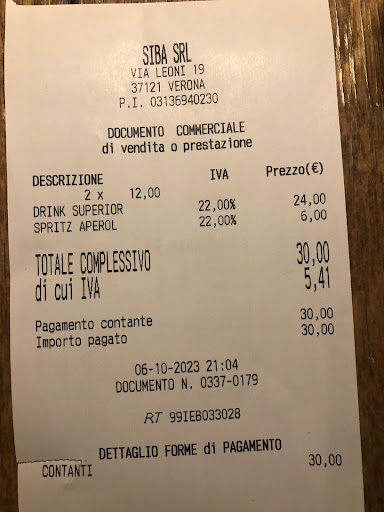 SIBA SRL
VIA LEONI 19
37121 VERONA
P.I. 03136940230
DOCUMENTO COMMERCIALE
di vendita o prestazione
DESCRIZIONE IVA Prezzo(€)
2 x 12,00
DRINK SUPERIOR 22,00% 24,00
SPRITZ APEROL 22,00% 6,00
TOTALE COMPLESSIVO 30,00
di cui IVA 5,41
Pagamento contante 30,00
Importo pagato 30,00
06-10-2023 21:04
DOCUMENTO N. 0337-0179
RT 99IEB033028
DETTAGLIO FORME di PAGAMENTO
CONTANTI 30,00